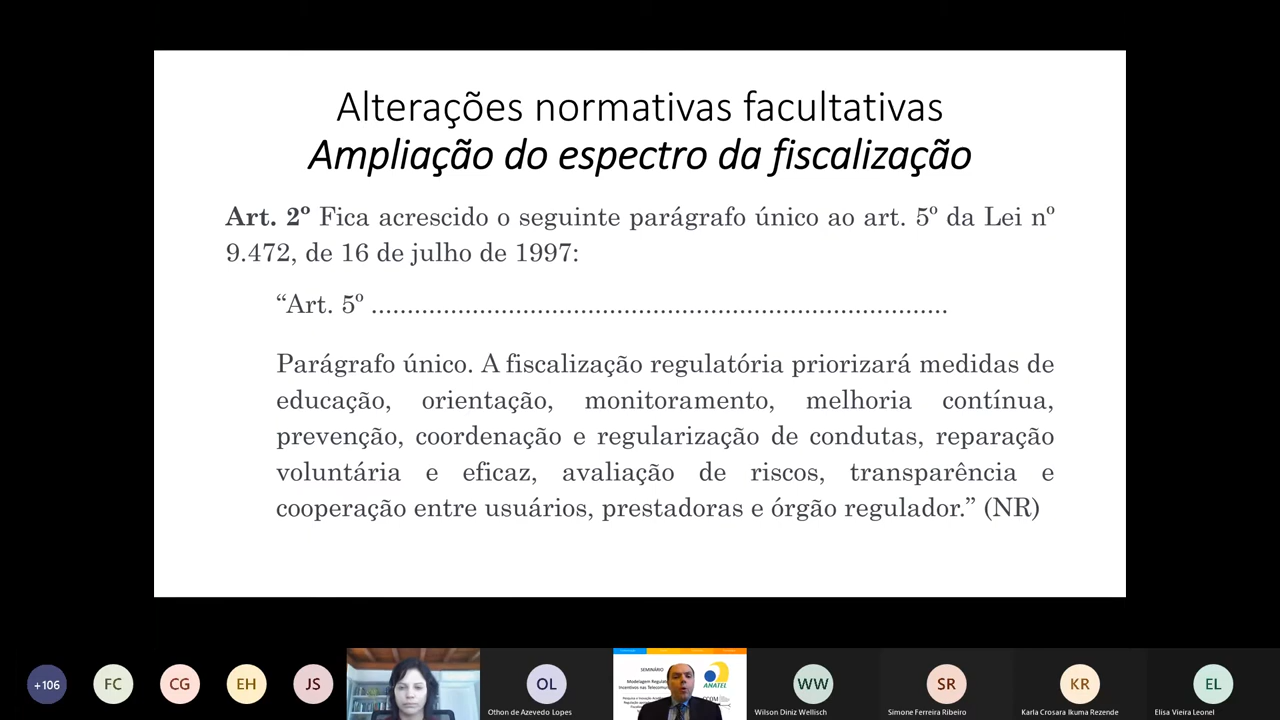 Alterações normativas facultativas
Ampliação do espectro da fiscalização
Art. 2º Fica acrescido o seguinte parágrafo único ao art. 5º da Lei nº
9.472, de 16 de julho de 1997:
“Art. 5º ................................................................................
Parágrafo único. A fiscalização regulatória priorizará medidas de
educação, orientação, monitoramento, melhoria contínua,
prevenção, coordenação e regularização de condutas, reparação
voluntária e eficaz, avaliação de riscos, transparência e
cooperação entre usuários, prestadoras e órgão regulador.” (NR)
+106
FC
CG
EH
JS
OL
Othon de Azevedo Lopes
SEMINÁRIO
ANATEL
WW
Wilson Diniz Wellisch
SR
Simone Ferreira Ribeiro
KR
Karla Crosara Ikuma Rezende
EL
Elisa Vieira Leonel